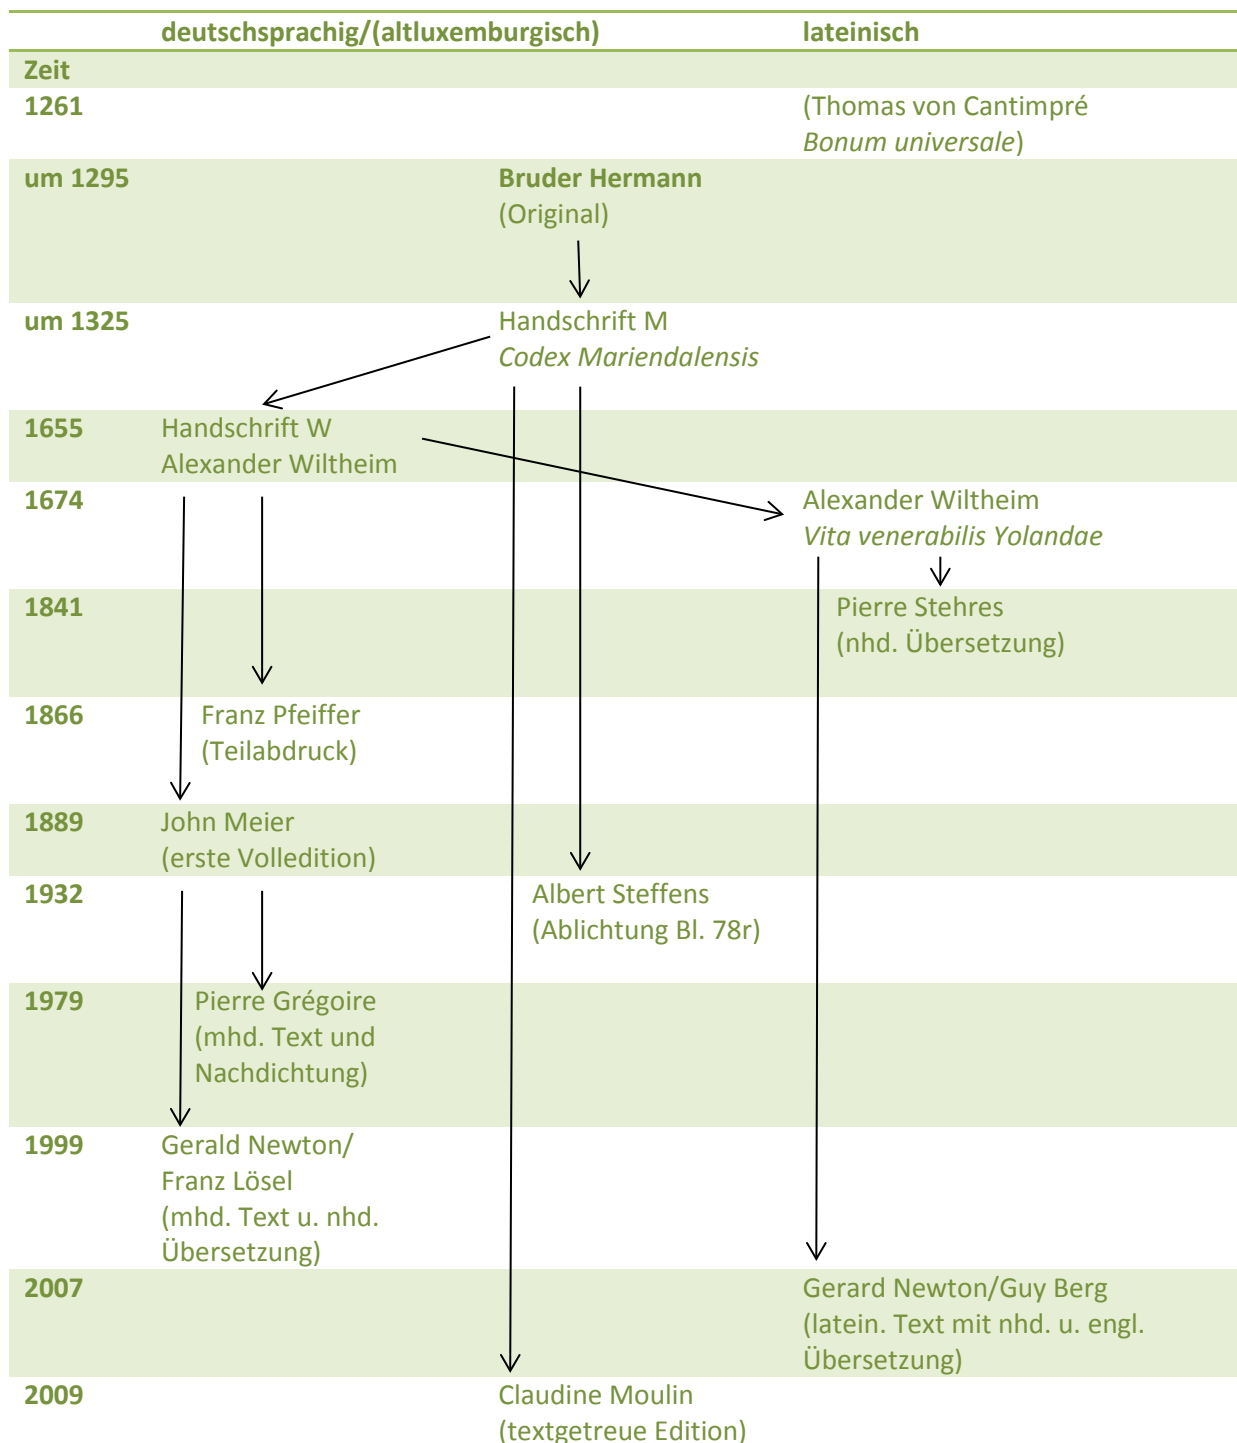 deutschsprachig/(altluxemburgisch) lateinisch
Zeit
1261 (Thomas von Cantimpré
Bonum universale)
um 1295 Bruder Hermann
(Original)
um 1325 Handschrift M
Codex Mariendalensis
1655 Handschrift W
Alexander Wiltheim
1674 Alexander Wiltheim
Vita venerabilis Yolandae
1841 Pierre Stehres
(nhd. Übersetzung)
1866 Franz Pfeiffer
(Teilabdruck)
1889 John Meier
(erste Volledition)
1932 Albert Steffens
(Ablichtung Bl. 78r)
1979 Pierre Grégoire
(mhd. Text und
Nachdichtung)
1999 Gerald Newton/
Franz Lösel
(mhd. Text u. nhd.
Übersetzung)
2007 Gerard Newton/Guy Berg
(latein. Text mit nhd. u. engl.
Übersetzung)
2009 Claudine Moulin
(textgetreue Edition)